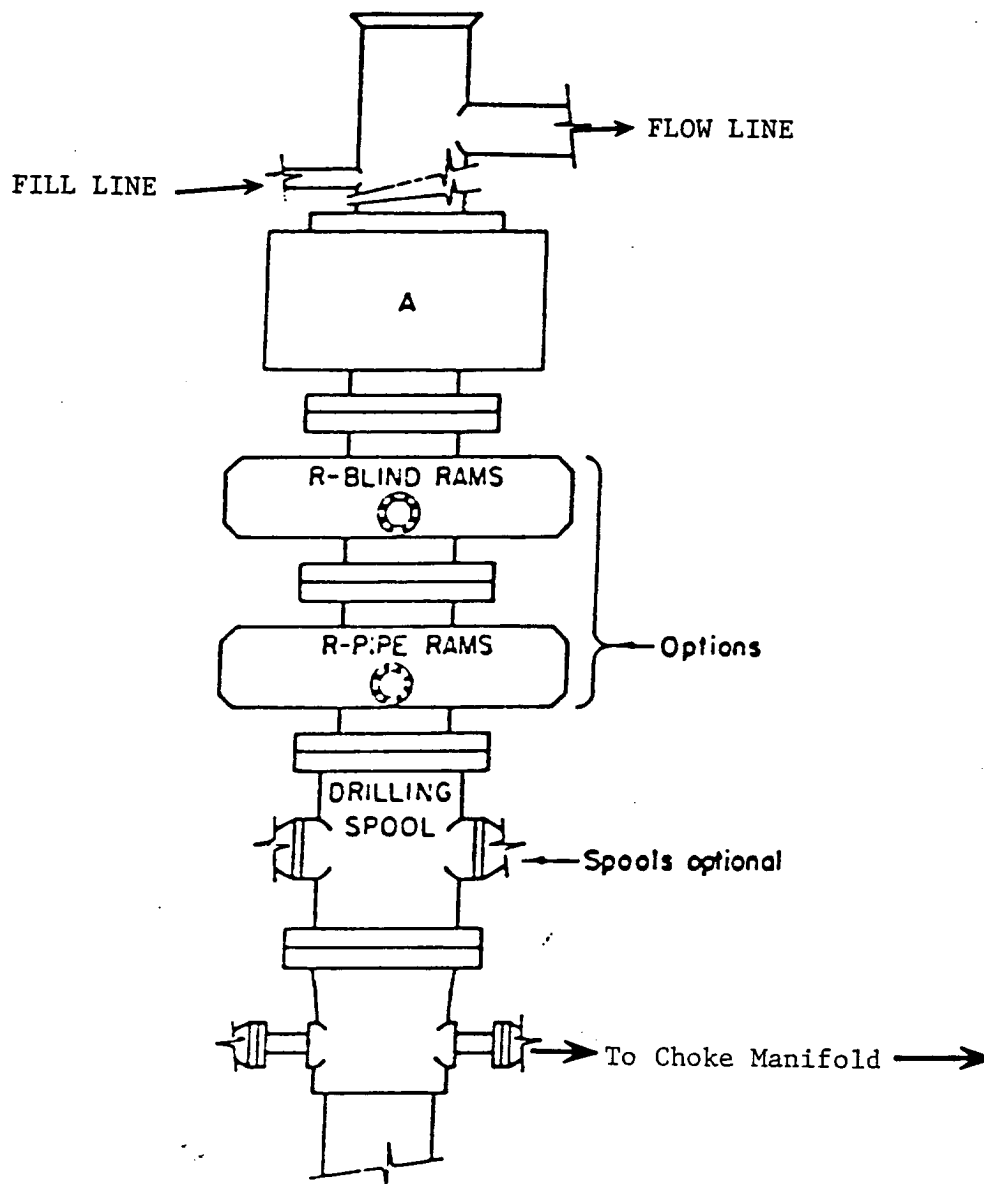 FLOW LINE
FILL LINE
A
R-BLIND RAMS
R-PIPE RAMS
Options
DRILLING
SPOOL
Spools optional
To Choke Manifold